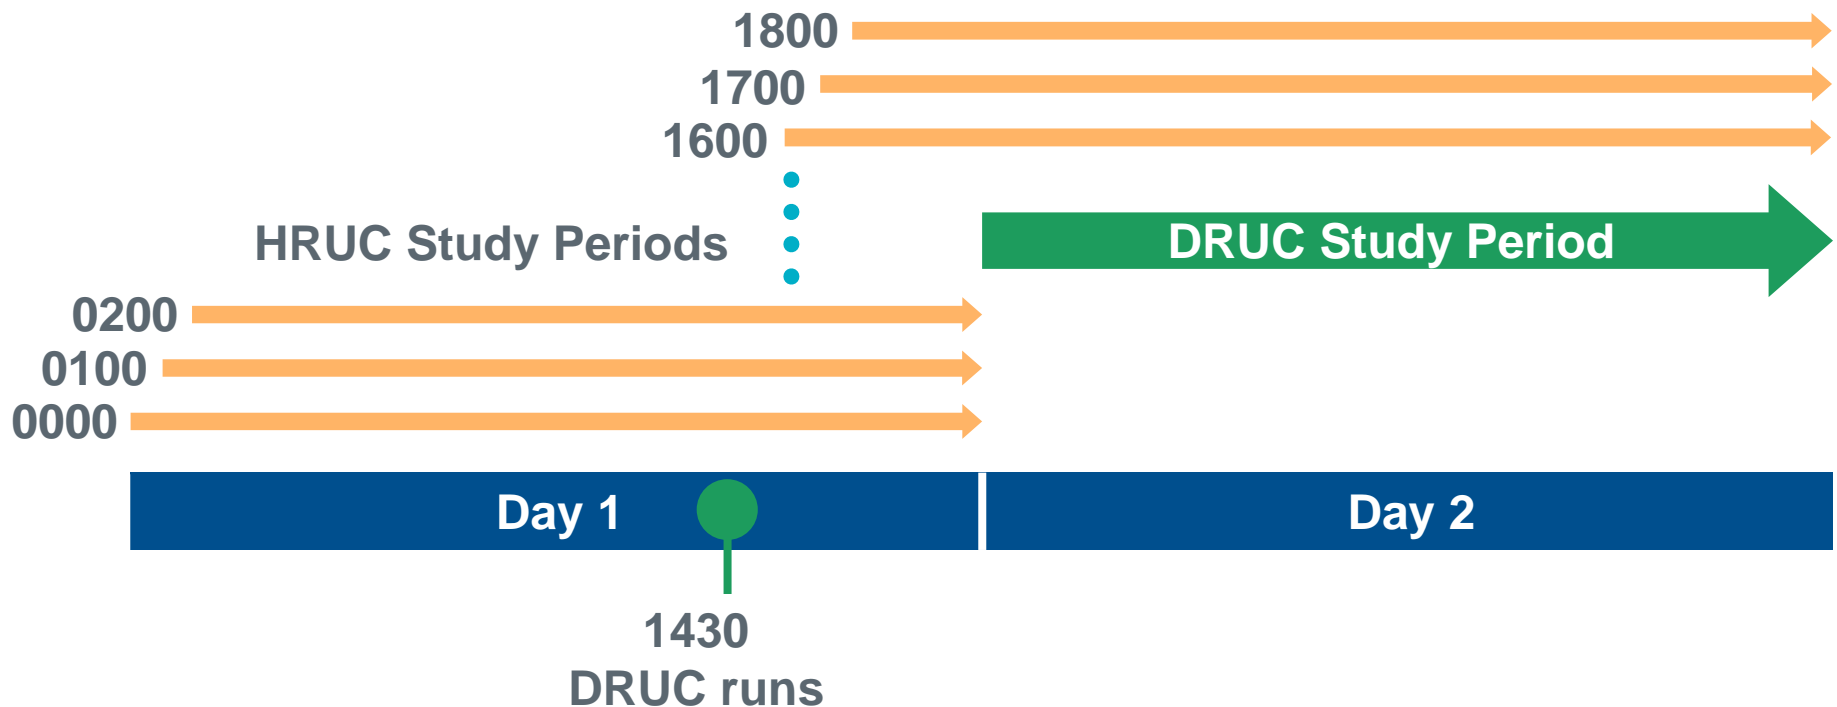 1800
1700
1600
HRUC Study Periods
DRUC Study Period
0200
0100
0000
Day 1
Day 2
1430
DRUC runs